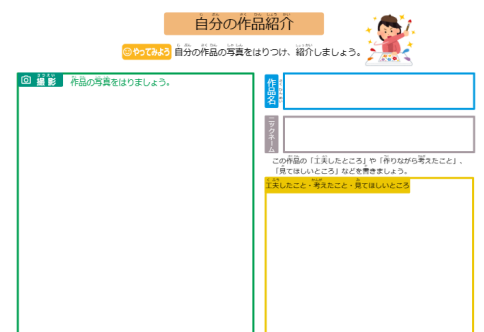 自分の作品紹介
やってみよう 自分の作品の写真をはりつけ、紹介しましょう。
撮影 作品の写真をはりましょう。
作品名
ニックネーム
この作品の「工夫したところ」や「作りながら考えたこと」、
「見てほしいところ」などを書きましょう。
工夫したこと・考えたこと・見てほしいところ